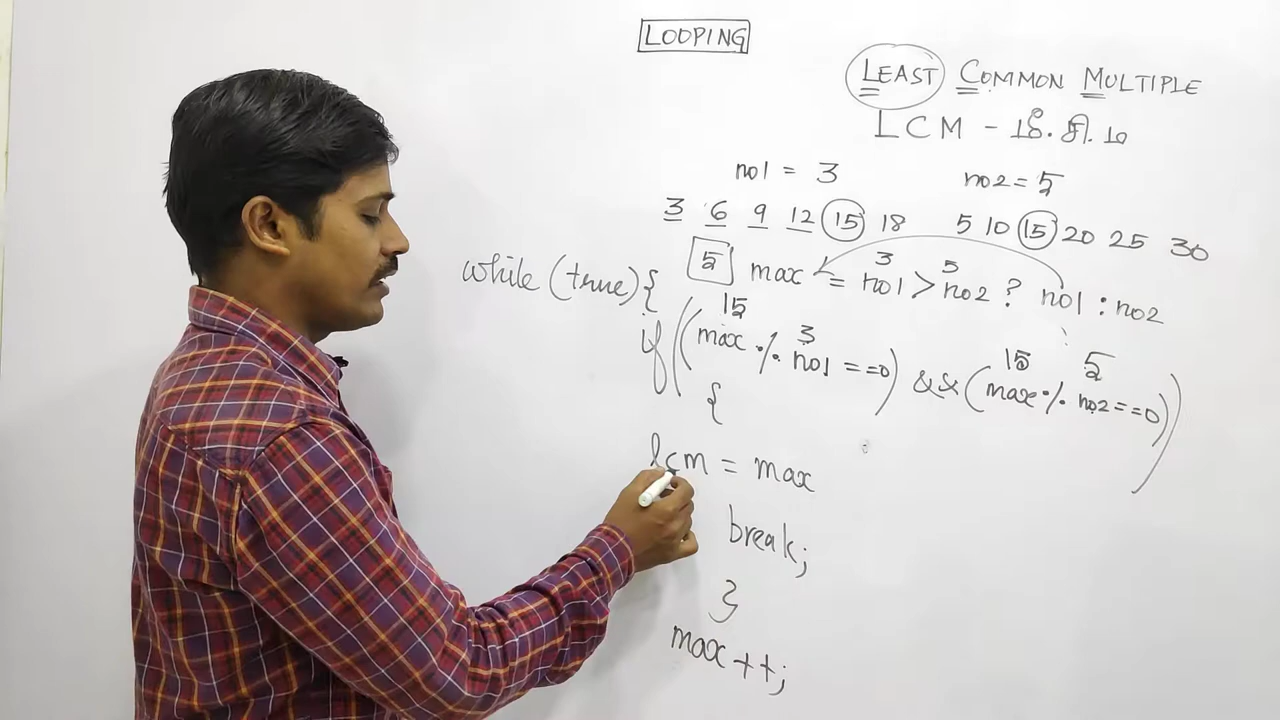 LOOPING
LEAST COMMON MULTIPLE
LCM - மீ.சி.ம
no1 = 3 no2 = 5
3 6 9 12 15 18 5 10 15 20 25 30
3 5
5 max = no1 > no2 ? no1 : no2
while (true) {
15 3 15 5
if ((max % no1 == 0) && (max % no2 == 0))
{
lcm = max
break;
}
max ++;